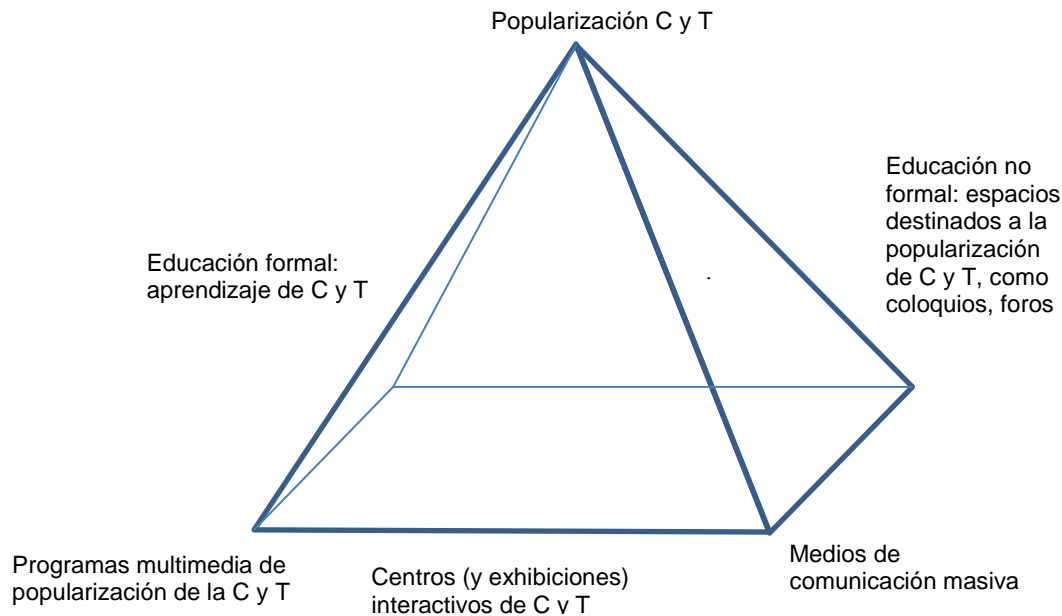 Popularización C y T
Educación no
formal: espacios
destinados a la
popularización
de C y T, como
coloquios, foros
Educación formal:
aprendizaje de C y T
Programas multimedia de
popularización de la C y T
Centros (y exhibiciones)
interactivos de C y T
Medios de
comunicación masiva